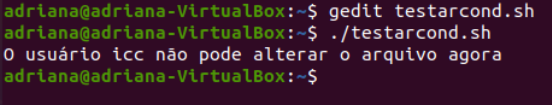 adriana@adriana-VirtualBox:~$ gedit testarcond.sh
adriana@adriana-VirtualBox:~$ ./testarcond.sh
O usuário icc não pode alterar o arquivo agora
adriana@adriana-VirtualBox:~$